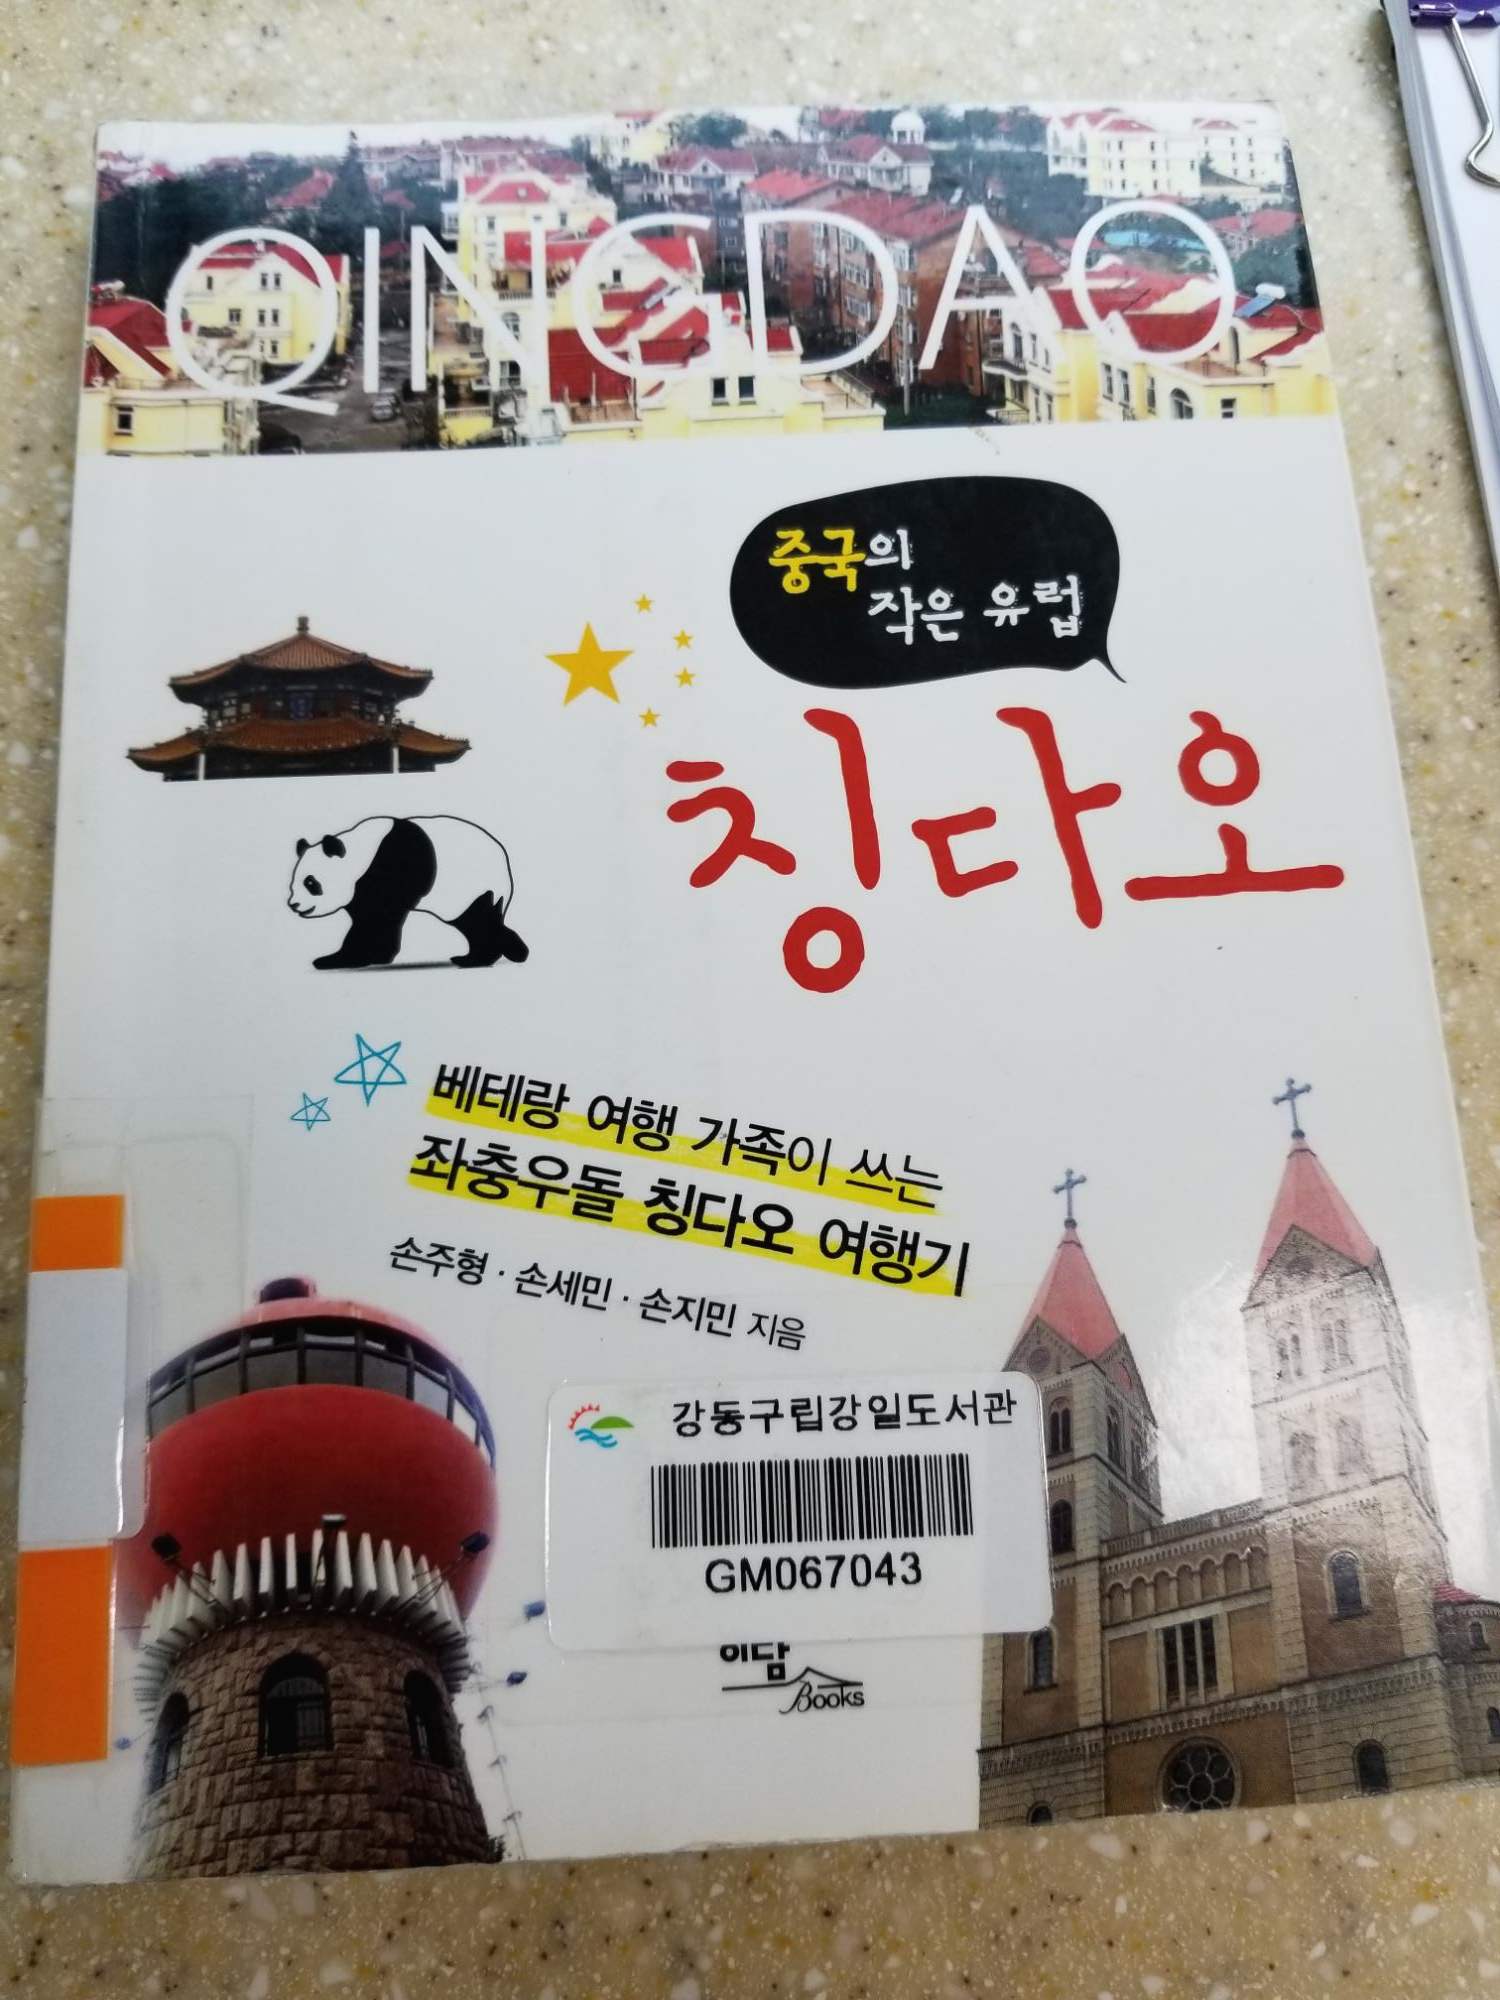 QINGDAO
중국의
작은 유럽
칭다오
베테랑 여행 가족이 쓰는
좌충우돌 칭다오 여행기
손주형 · 손세민 · 손지민 지음
강동구립강일도서관
GM067043
이담
Books